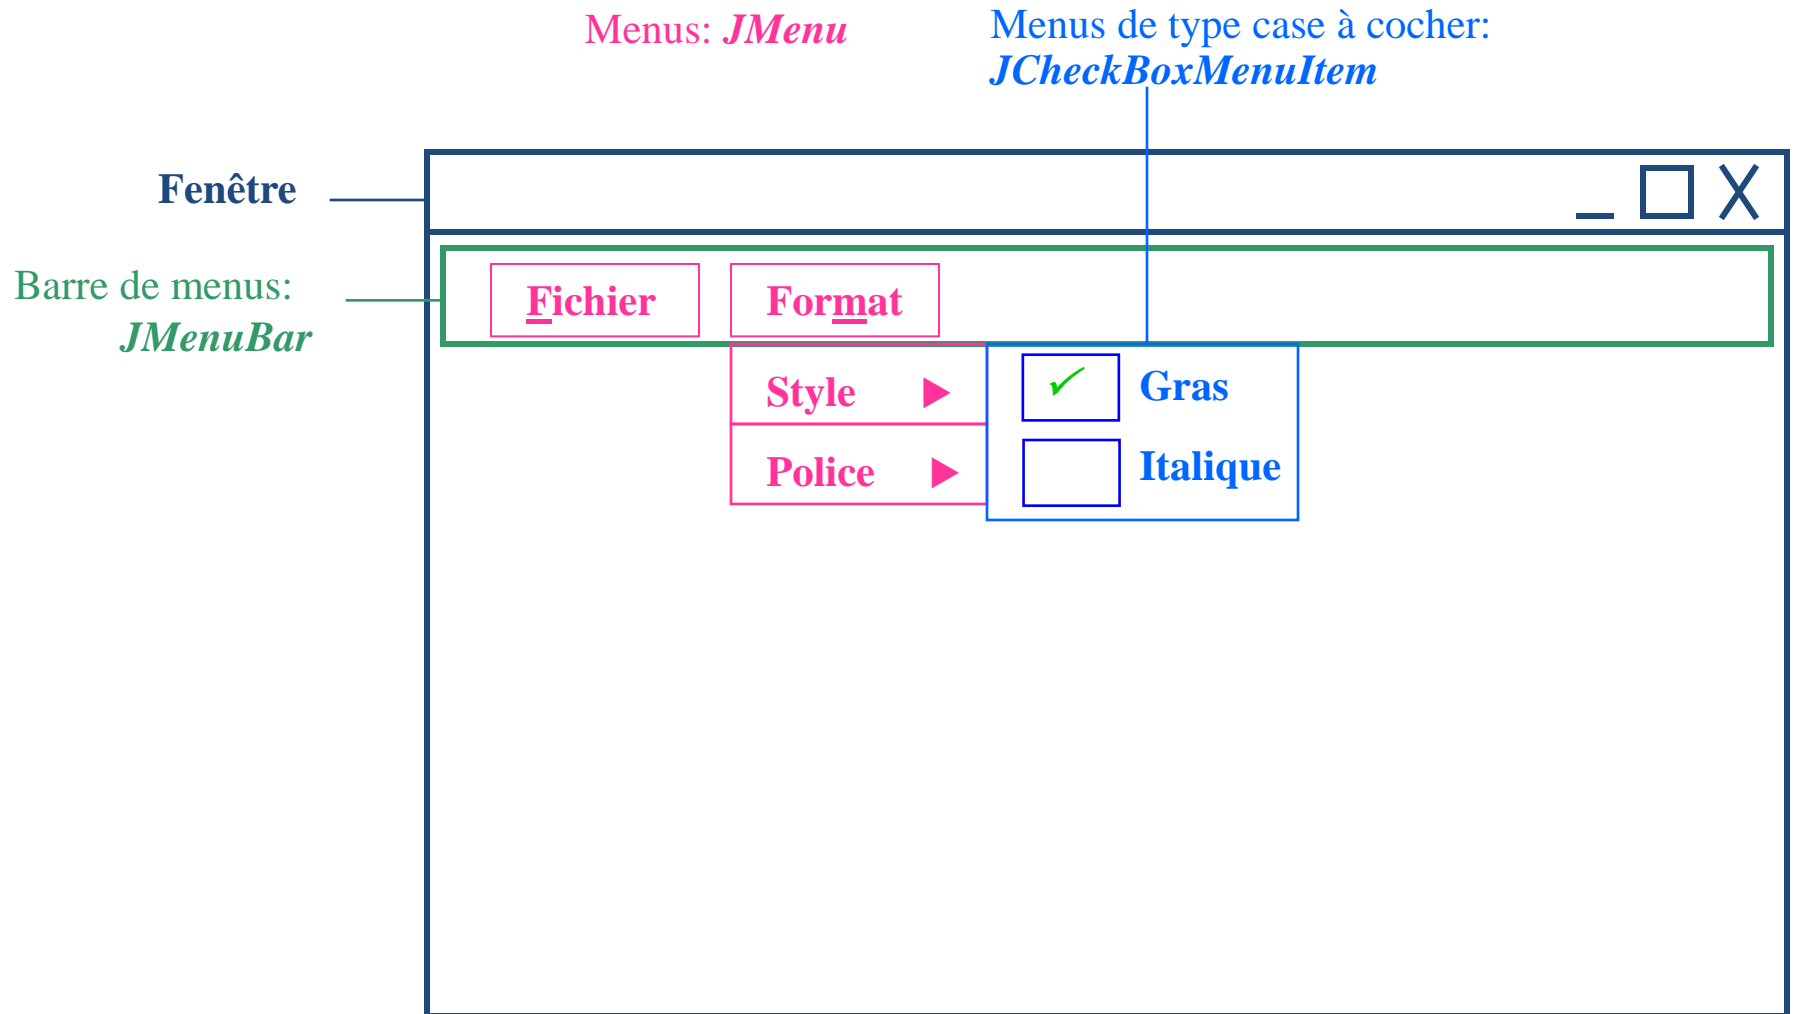 Menus: JMenu
Menus de type case à cocher:
JCheckBoxMenuItem
Fenêtre
Barre de menus:
JMenuBar
Fichier
Format
Style
Gras
Police
Italique